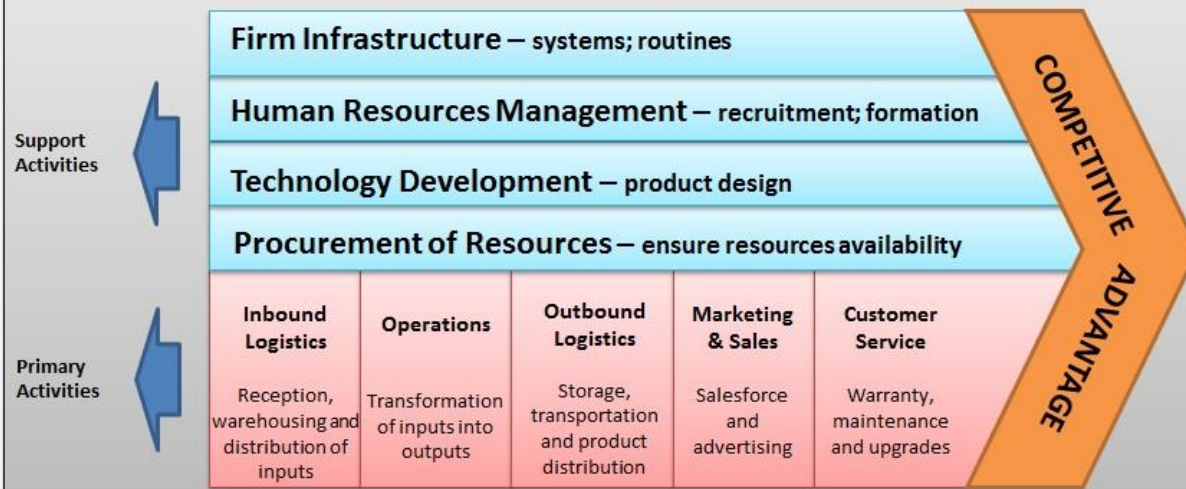 Firm Infrastructure – systems; routines
Human Resources Management – recruitment; formation
Technology Development – product design
Procurement of Resources – ensure resources availability
Support
Activities
Primary
Activities
Inbound
Logistics
Reception,
warehousing and
distribution of
inputs
Operations
Transformation
of inputs into
outputs
Outbound
Logistics
Storage,
transportation
and product
distribution
Marketing
& Sales
Salesforce
and
advertising
Customer
Service
Warranty,
maintenance
and upgrades
COMPETITIVE
ADVANTAGE